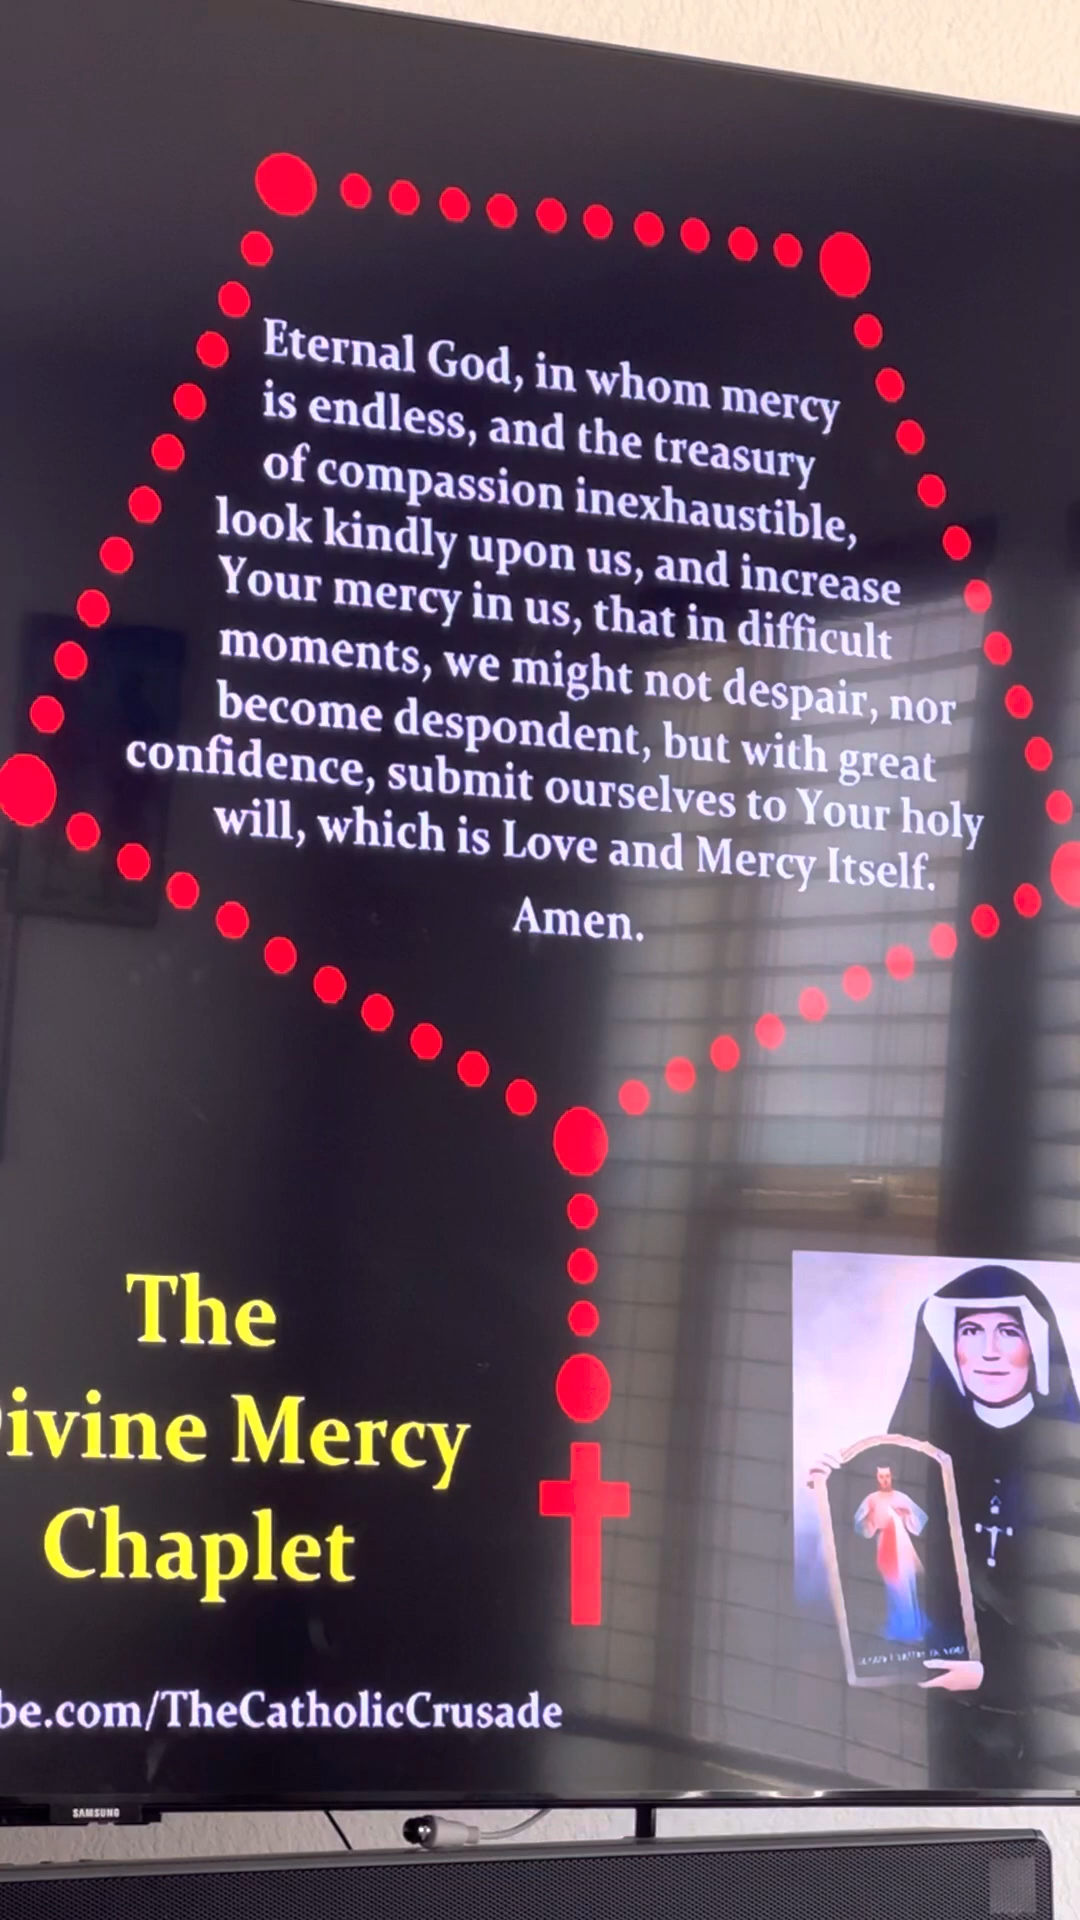 Eternal God, in whom mercy
is endless, and the treasury
of compassion inexhaustible,
look kindly upon us, and increase
Your mercy in us, that in difficult
moments, we might not despair, nor
become despondent, but with great
confidence, submit ourselves to Your holy
will, which is Love and Mercy Itself.
Amen.
The
ivine Mercy
Chaplet
be.com/TheCatholicCrusade
SAMSUNG